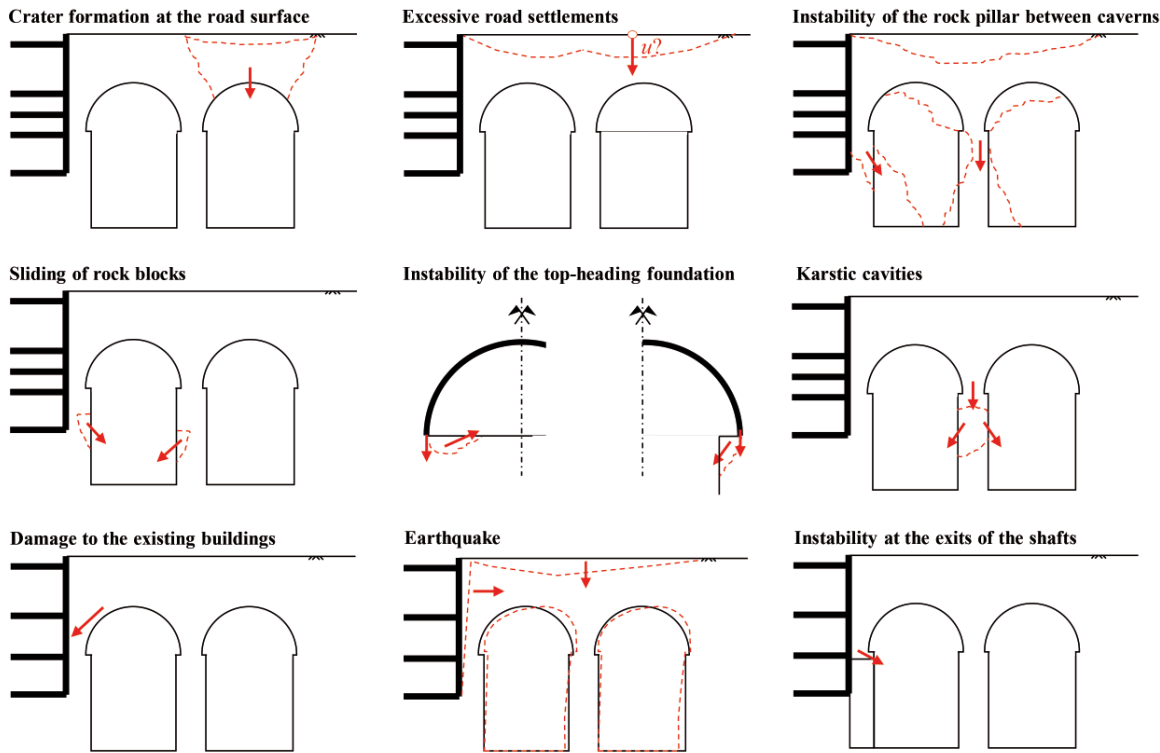 Crater formation at the road surface
Excessive road settlements
Instability of the rock pillar between caverns
u?
Sliding of rock blocks
Instability of the top-heading foundation
Karstic cavities
Damage to the existing buildings
Earthquake
Instability at the exits of the shafts